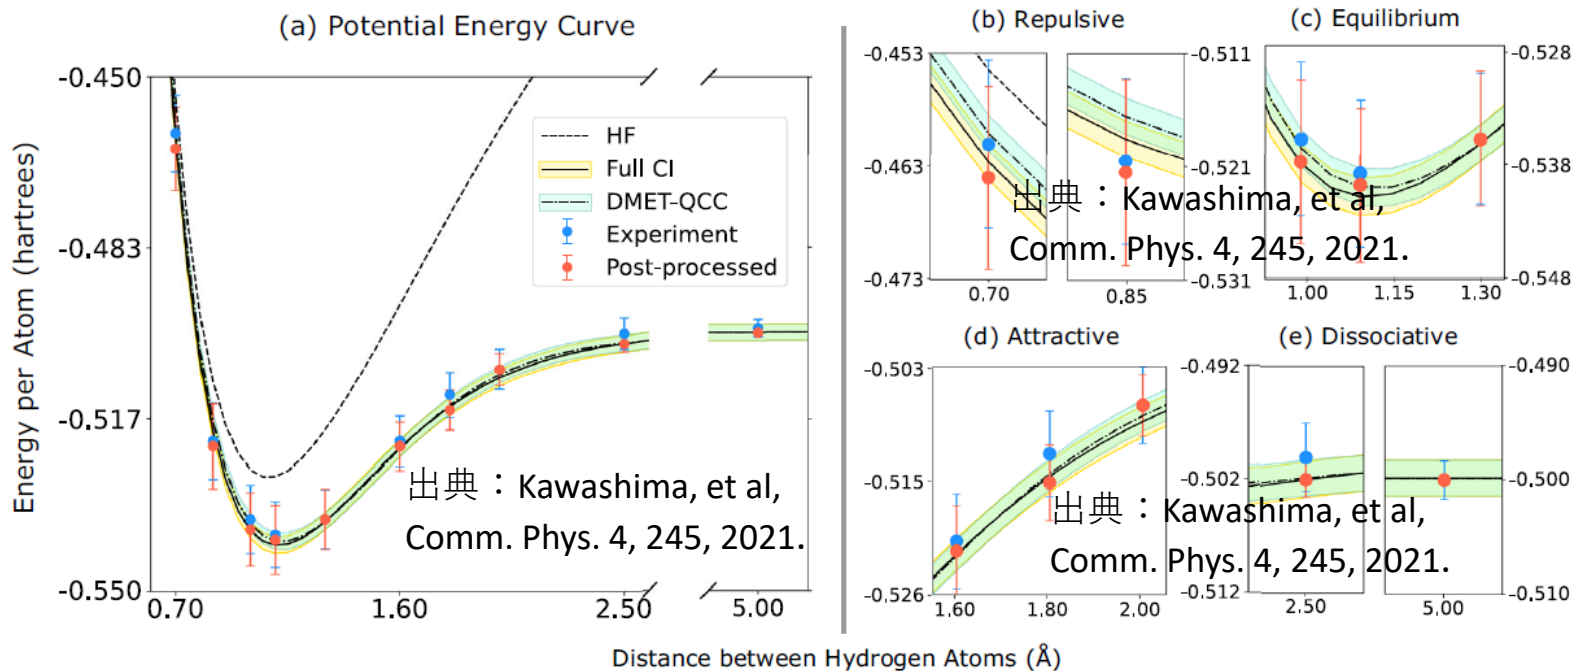 (a) Potential Energy Curve
-0.450
-0.483
-0.517
-0.550
Energy per Atom (hartrees)
HF
Full CI
DMET-QCC
Experiment
Post-processed
出典：Kawashima, et al,
Comm. Phys. 4, 245, 2021.
0.70
1.60
2.50
5.00
(b) Repulsive
-0.453
-0.463
-0.473
0.70
-0.511
-0.521
-0.531
0.85
(c) Equilibrium
-0.528
-0.538
-0.548
1.00
1.15
1.30
出典：Kawashima, et al,
Comm. Phys. 4, 245, 2021.
(d) Attractive
-0.503
-0.515
-0.526
1.60
1.80
2.00
(e) Dissociative
-0.492
-0.502
-0.512
2.50
-0.490
-0.500
-0.510
5.00
出典：Kawashima, et al,
Comm. Phys. 4, 245, 2021.
Distance between Hydrogen Atoms (Å)